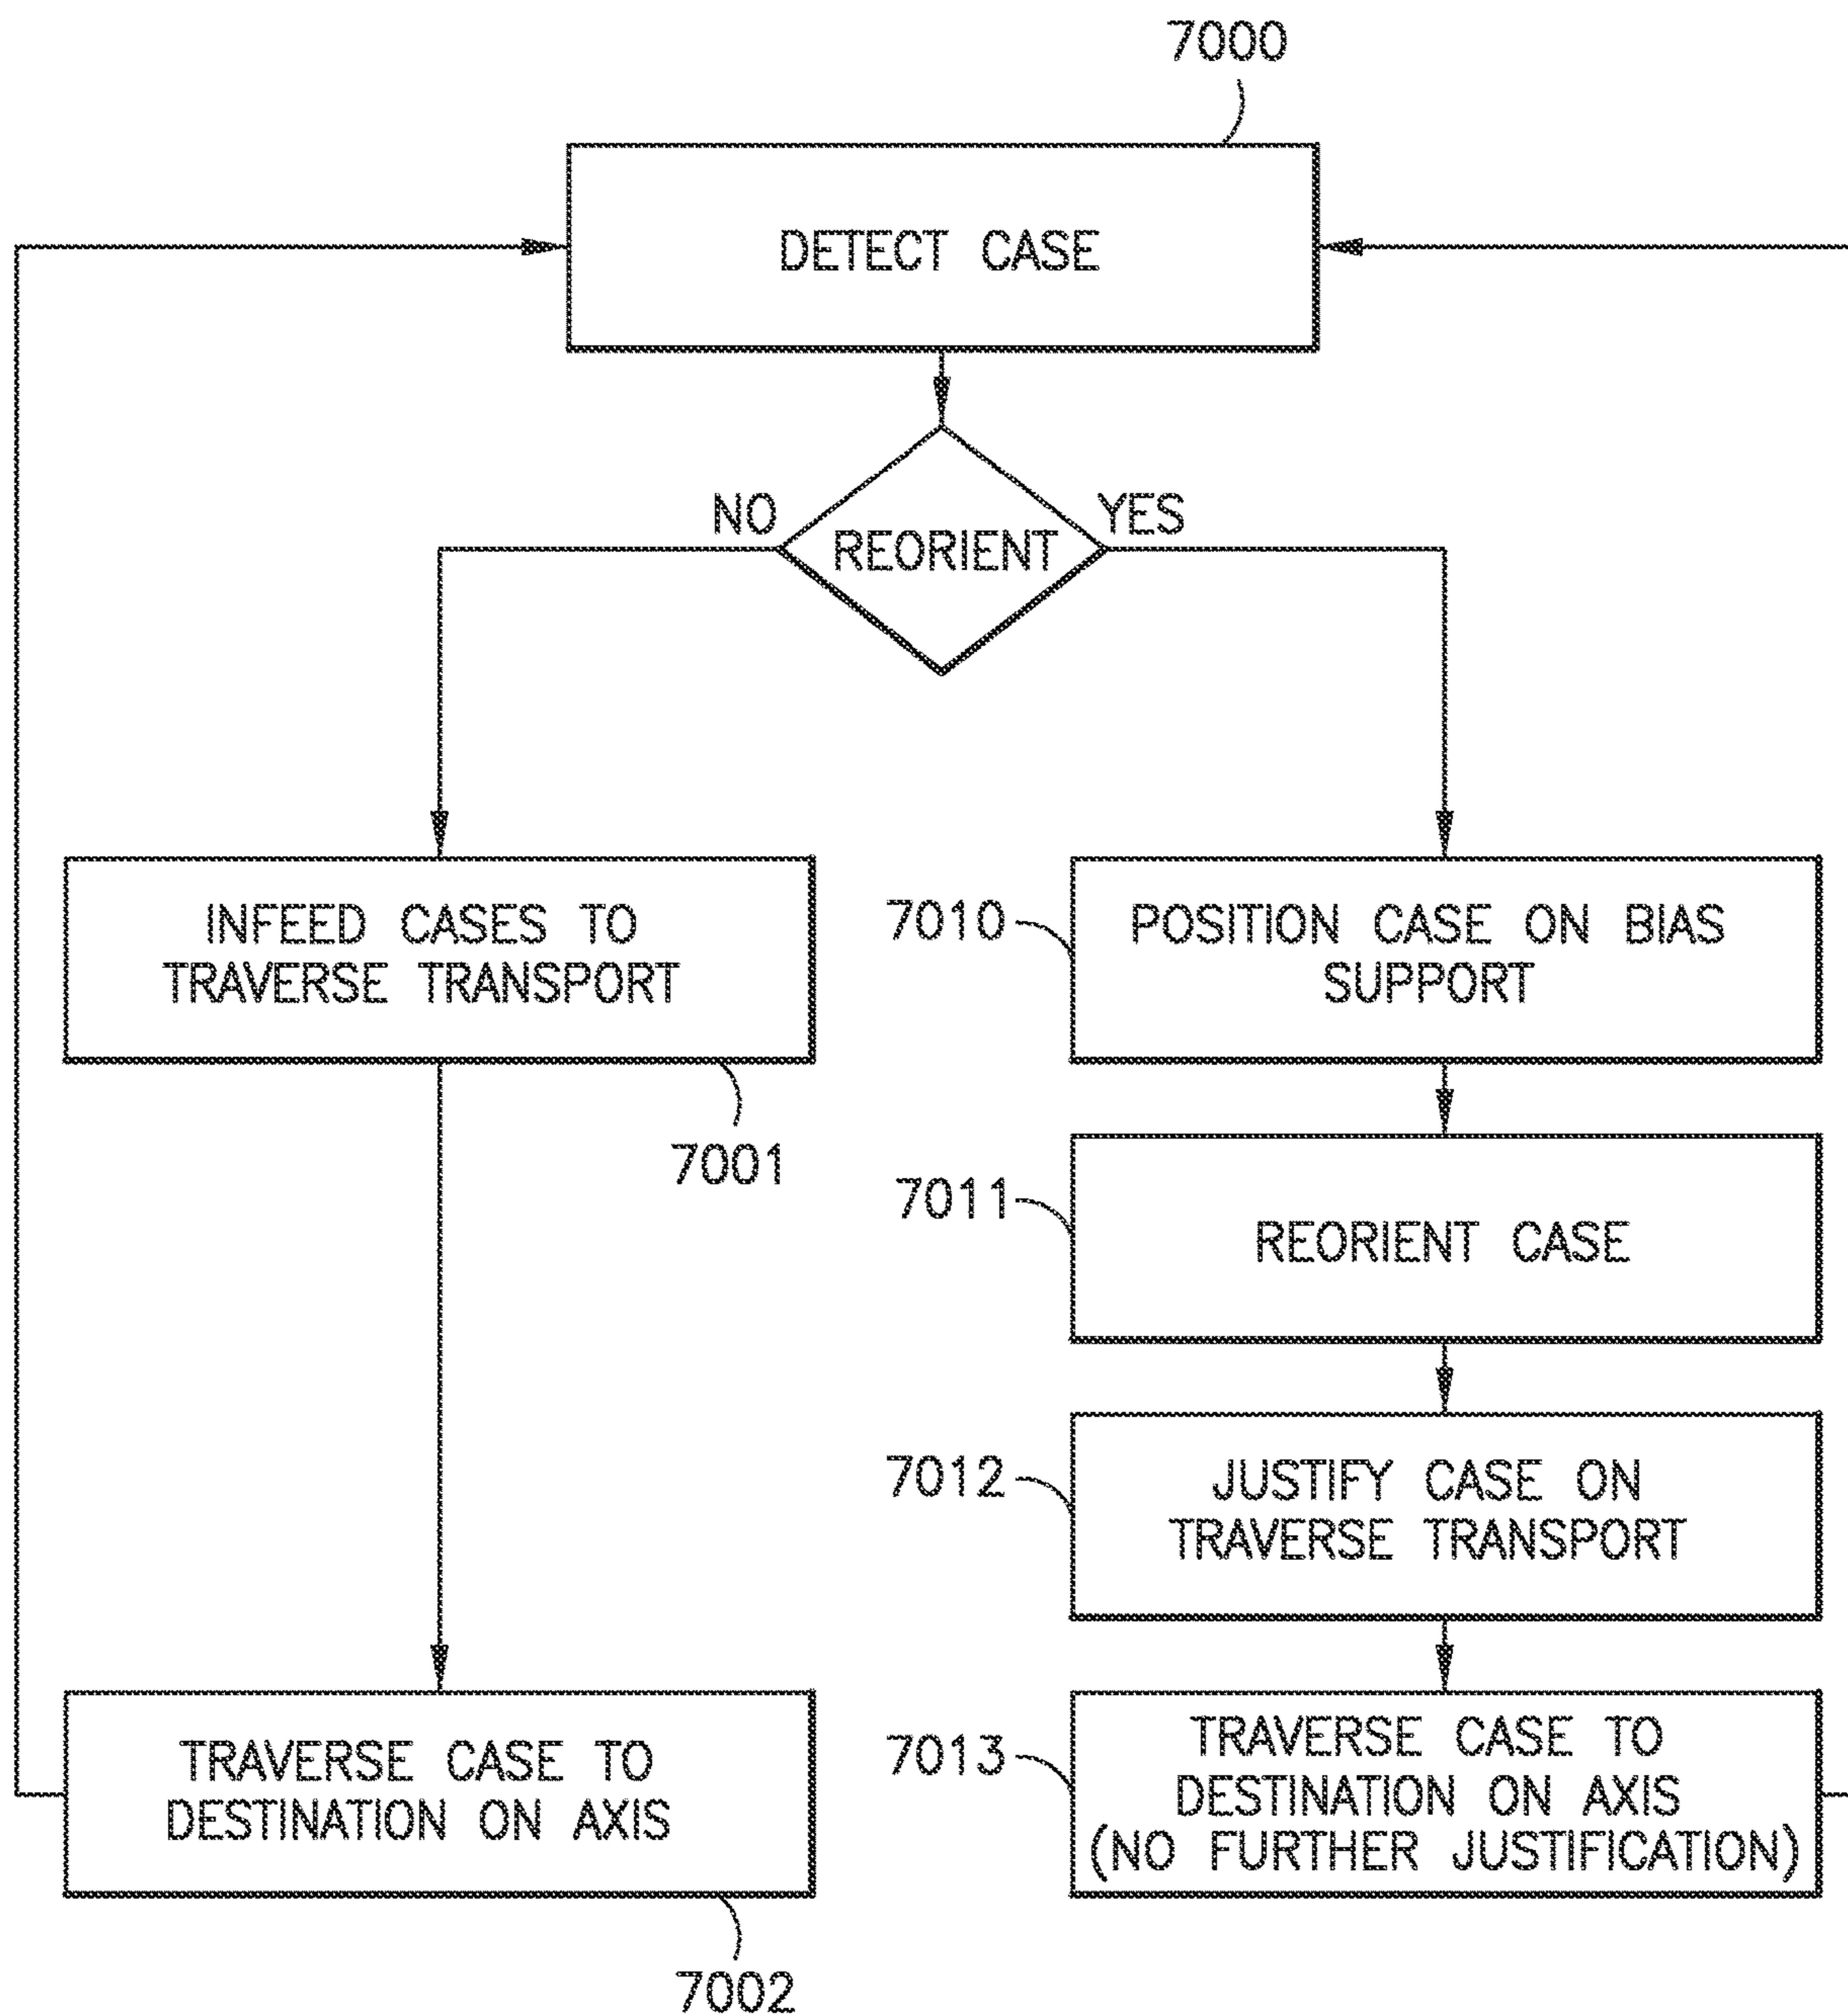 7000
DETECT CASE
NO
YES
REORIENT
INFEED CASES TO
TRAVERSE TRANSPORT
7001
7010
POSITION CASE ON BIAS
SUPPORT
7011
REORIENT CASE
7012
JUSTIFY CASE ON
TRAVERSE TRANSPORT
TRAVERSE CASE TO
DESTINATION ON AXIS
7002
7013
TRAVERSE CASE TO
DESTINATION ON AXIS
(NO FURTHER JUSTIFICATION)